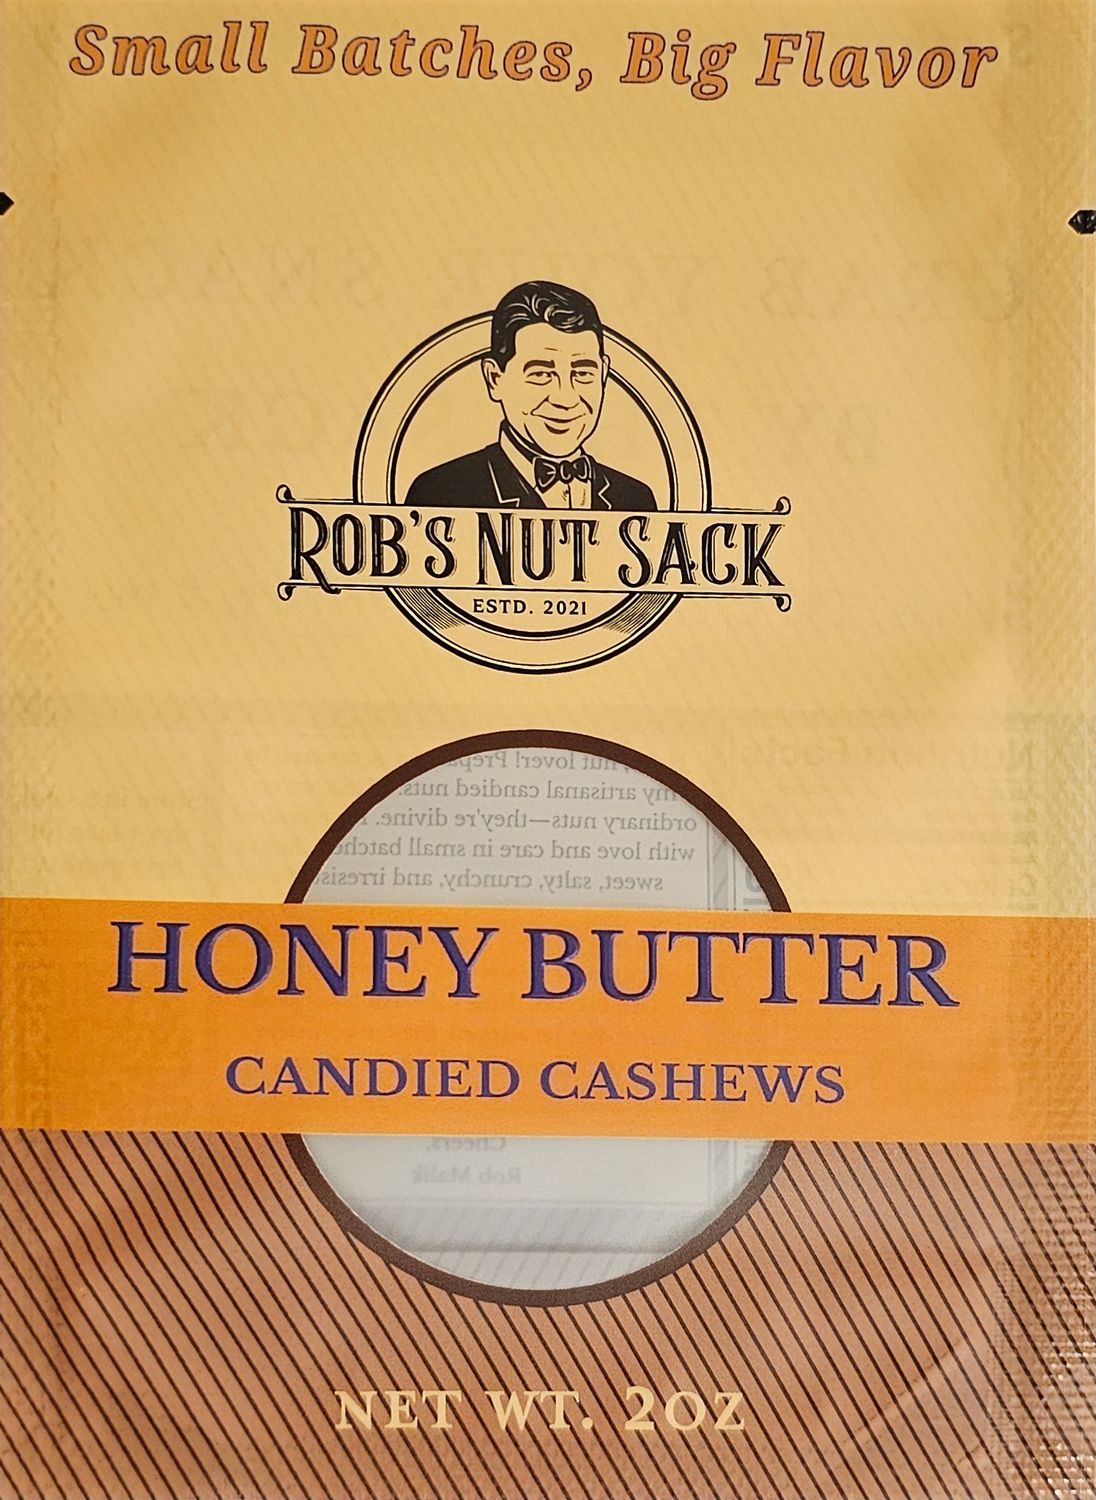 Small Batches, Big Flavor
ROB'S NUT SACK
ESTD. 2021
nut lover! Prepa
my artisanal candied nuts.
ordinary nuts—they're divine.
with love and care in small batche
sweet, salty, crunchy, and irresis
HONEY BUTTER
CANDIED CASHEWS
Cheers,
Rob Malik
NET WT. 2OZ